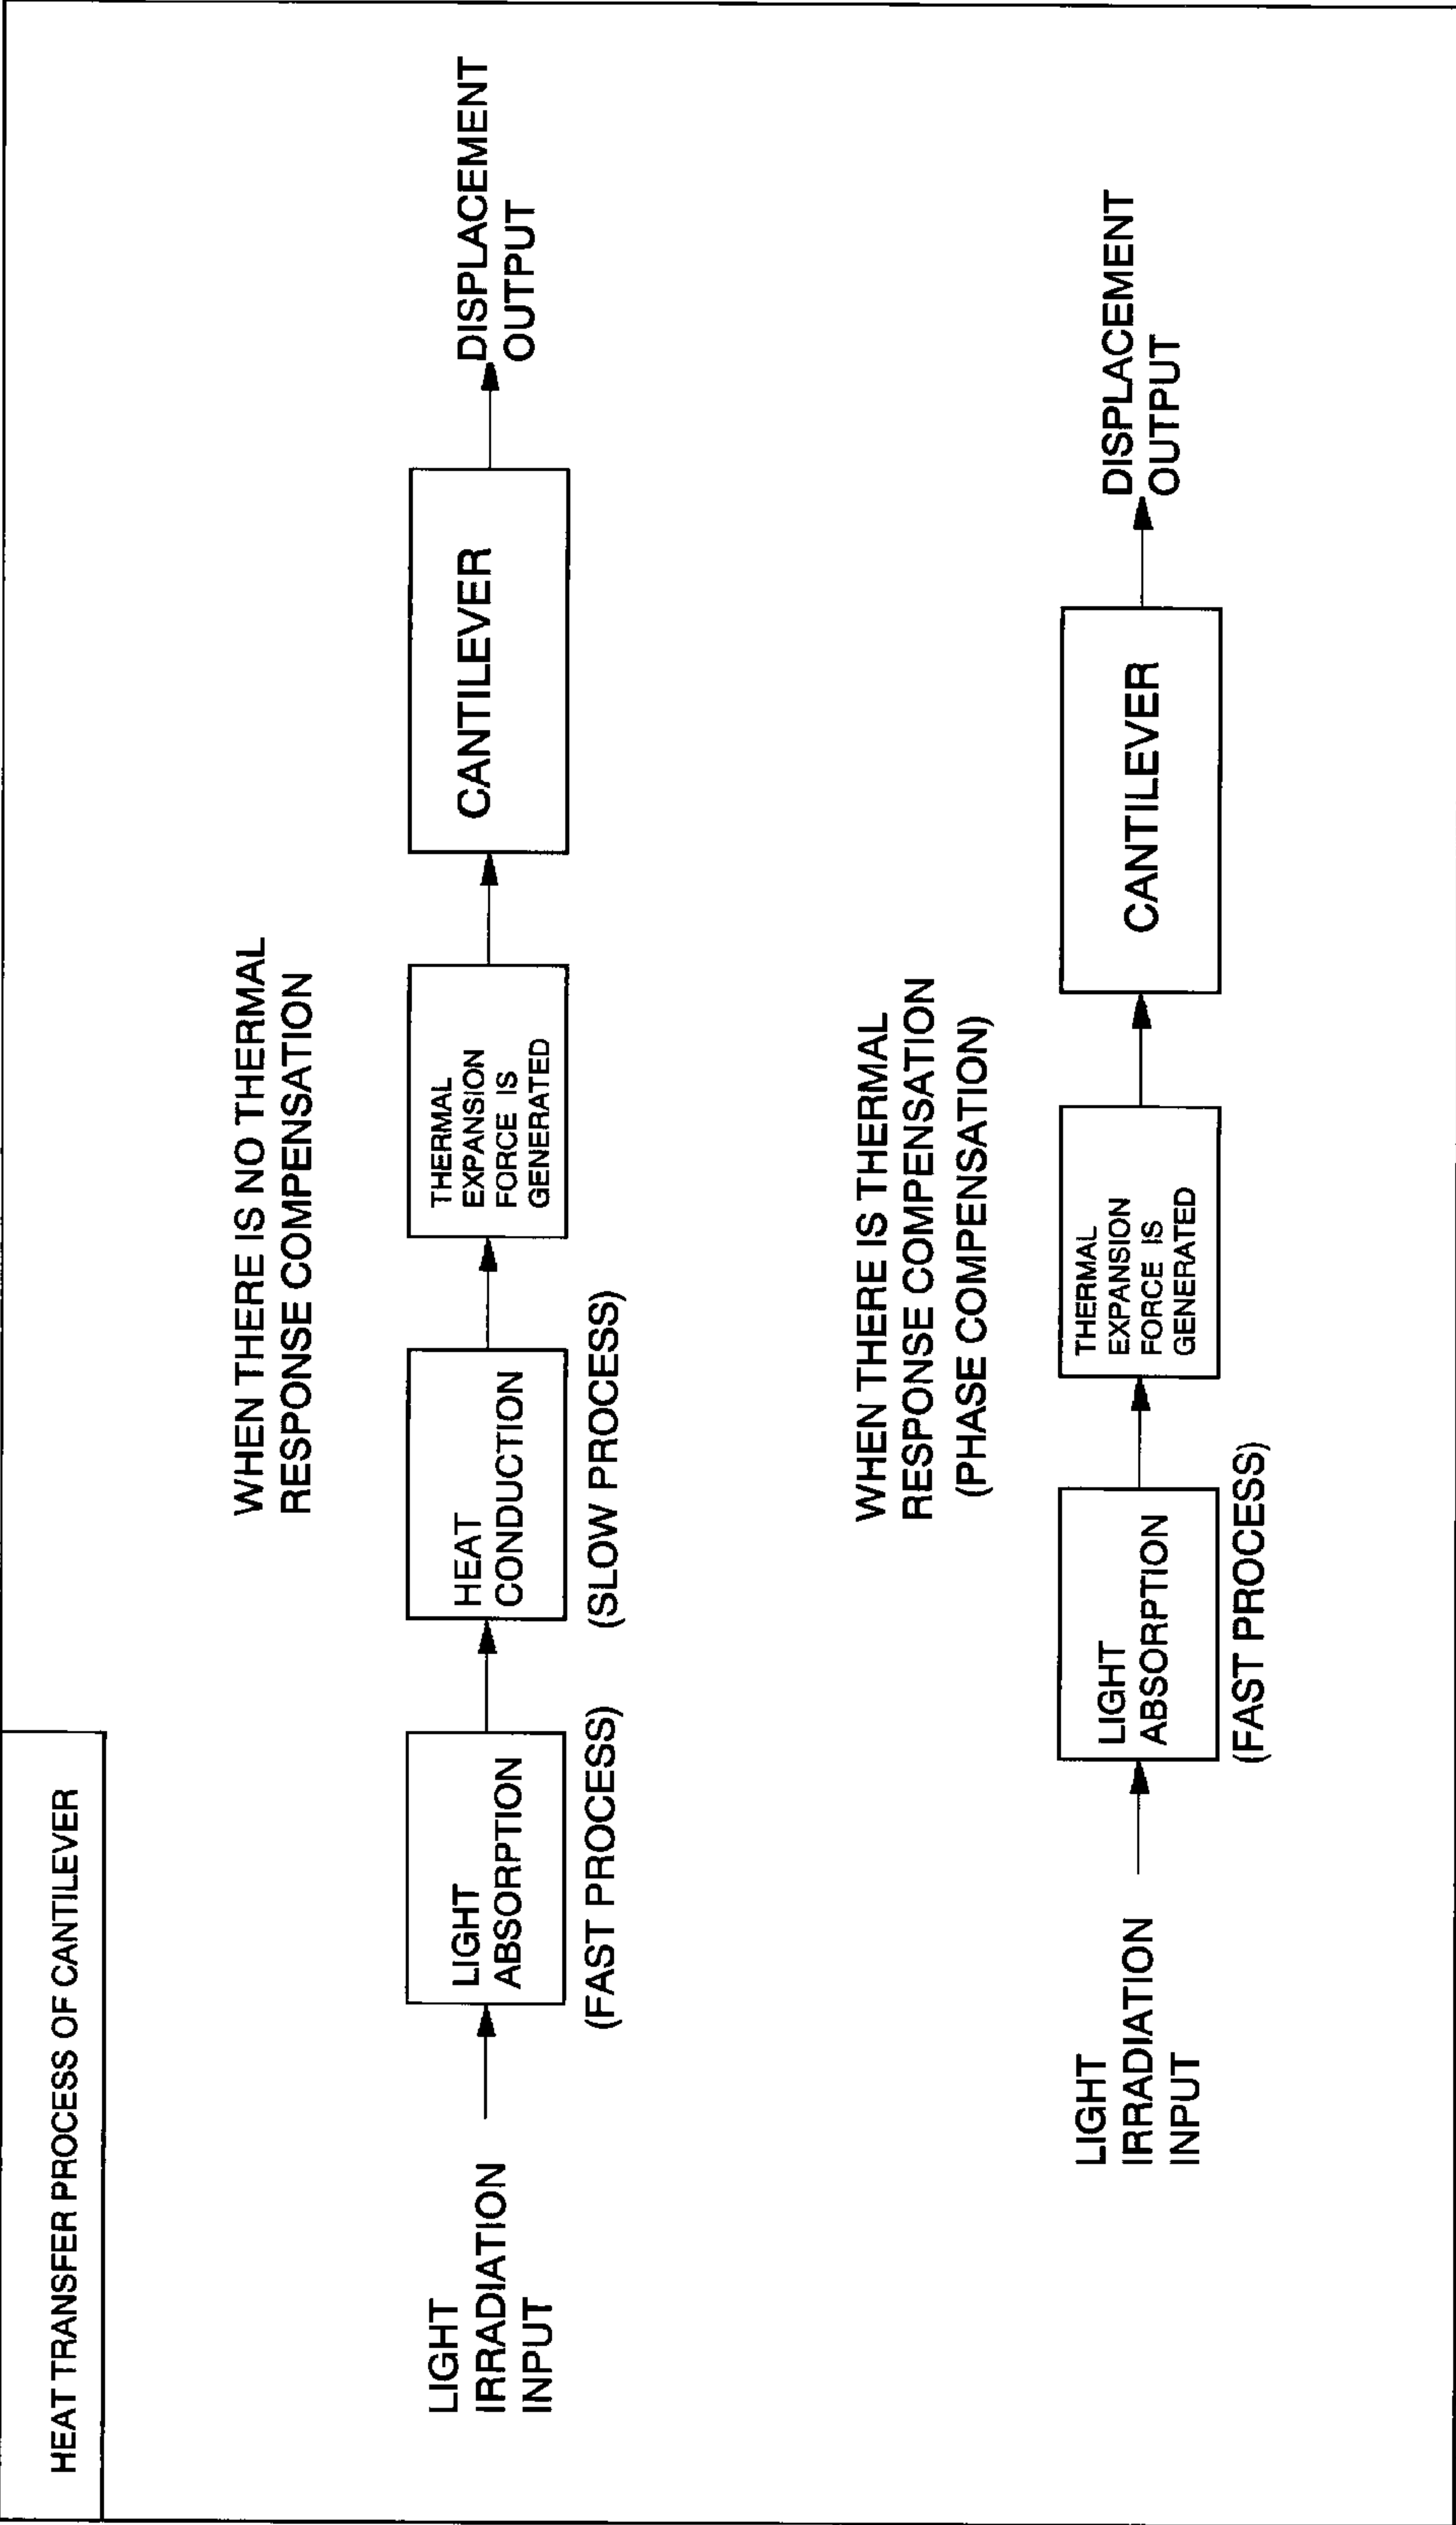 HEAT TRANSFER PROCESS OF CANTILEVER
WHEN THERE IS NO THERMAL
RESPONSE COMPENSATION
LIGHT
IRRADIATION
INPUT
LIGHT
ABSORPTION
(FAST PROCESS)
HEAT
CONDUCTION
(SLOW PROCESS)
THERMAL
EXPANSION
FORCE IS
GENERATED
CANTILEVER
DISPLACEMENT
OUTPUT
WHEN THERE IS THERMAL
RESPONSE COMPENSATION
(PHASE COMPENSATION)
LIGHT
IRRADIATION
INPUT
LIGHT
ABSORPTION
(FAST PROCESS)
THERMAL
EXPANSION
FORCE IS
GENERATED
CANTILEVER
DISPLACEMENT
OUTPUT